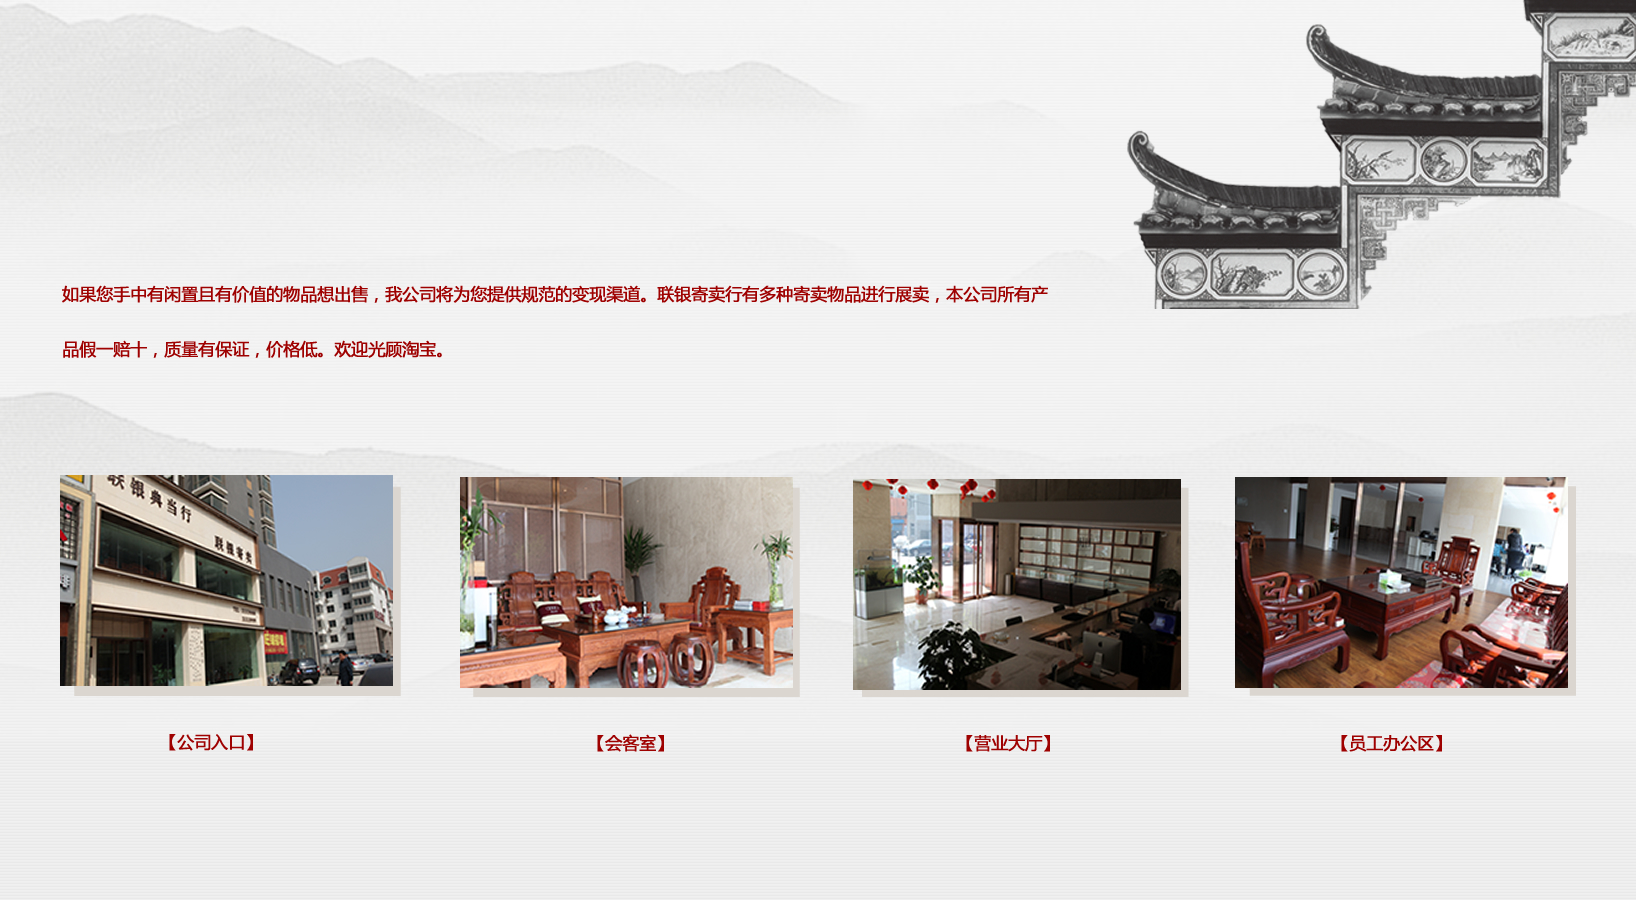 如果您手中有闲置且有价值的物品想出售，我公司将为您提供规范的变现渠道。联银寄卖行有多种寄卖物品进行展卖，本公司所有产
品假一赔十，质量有保证，价格低。欢迎光顾淘宝。
联银典当行
联银寄卖
【公司入口】
【会客室】
【营业大厅】
【员工办公区】